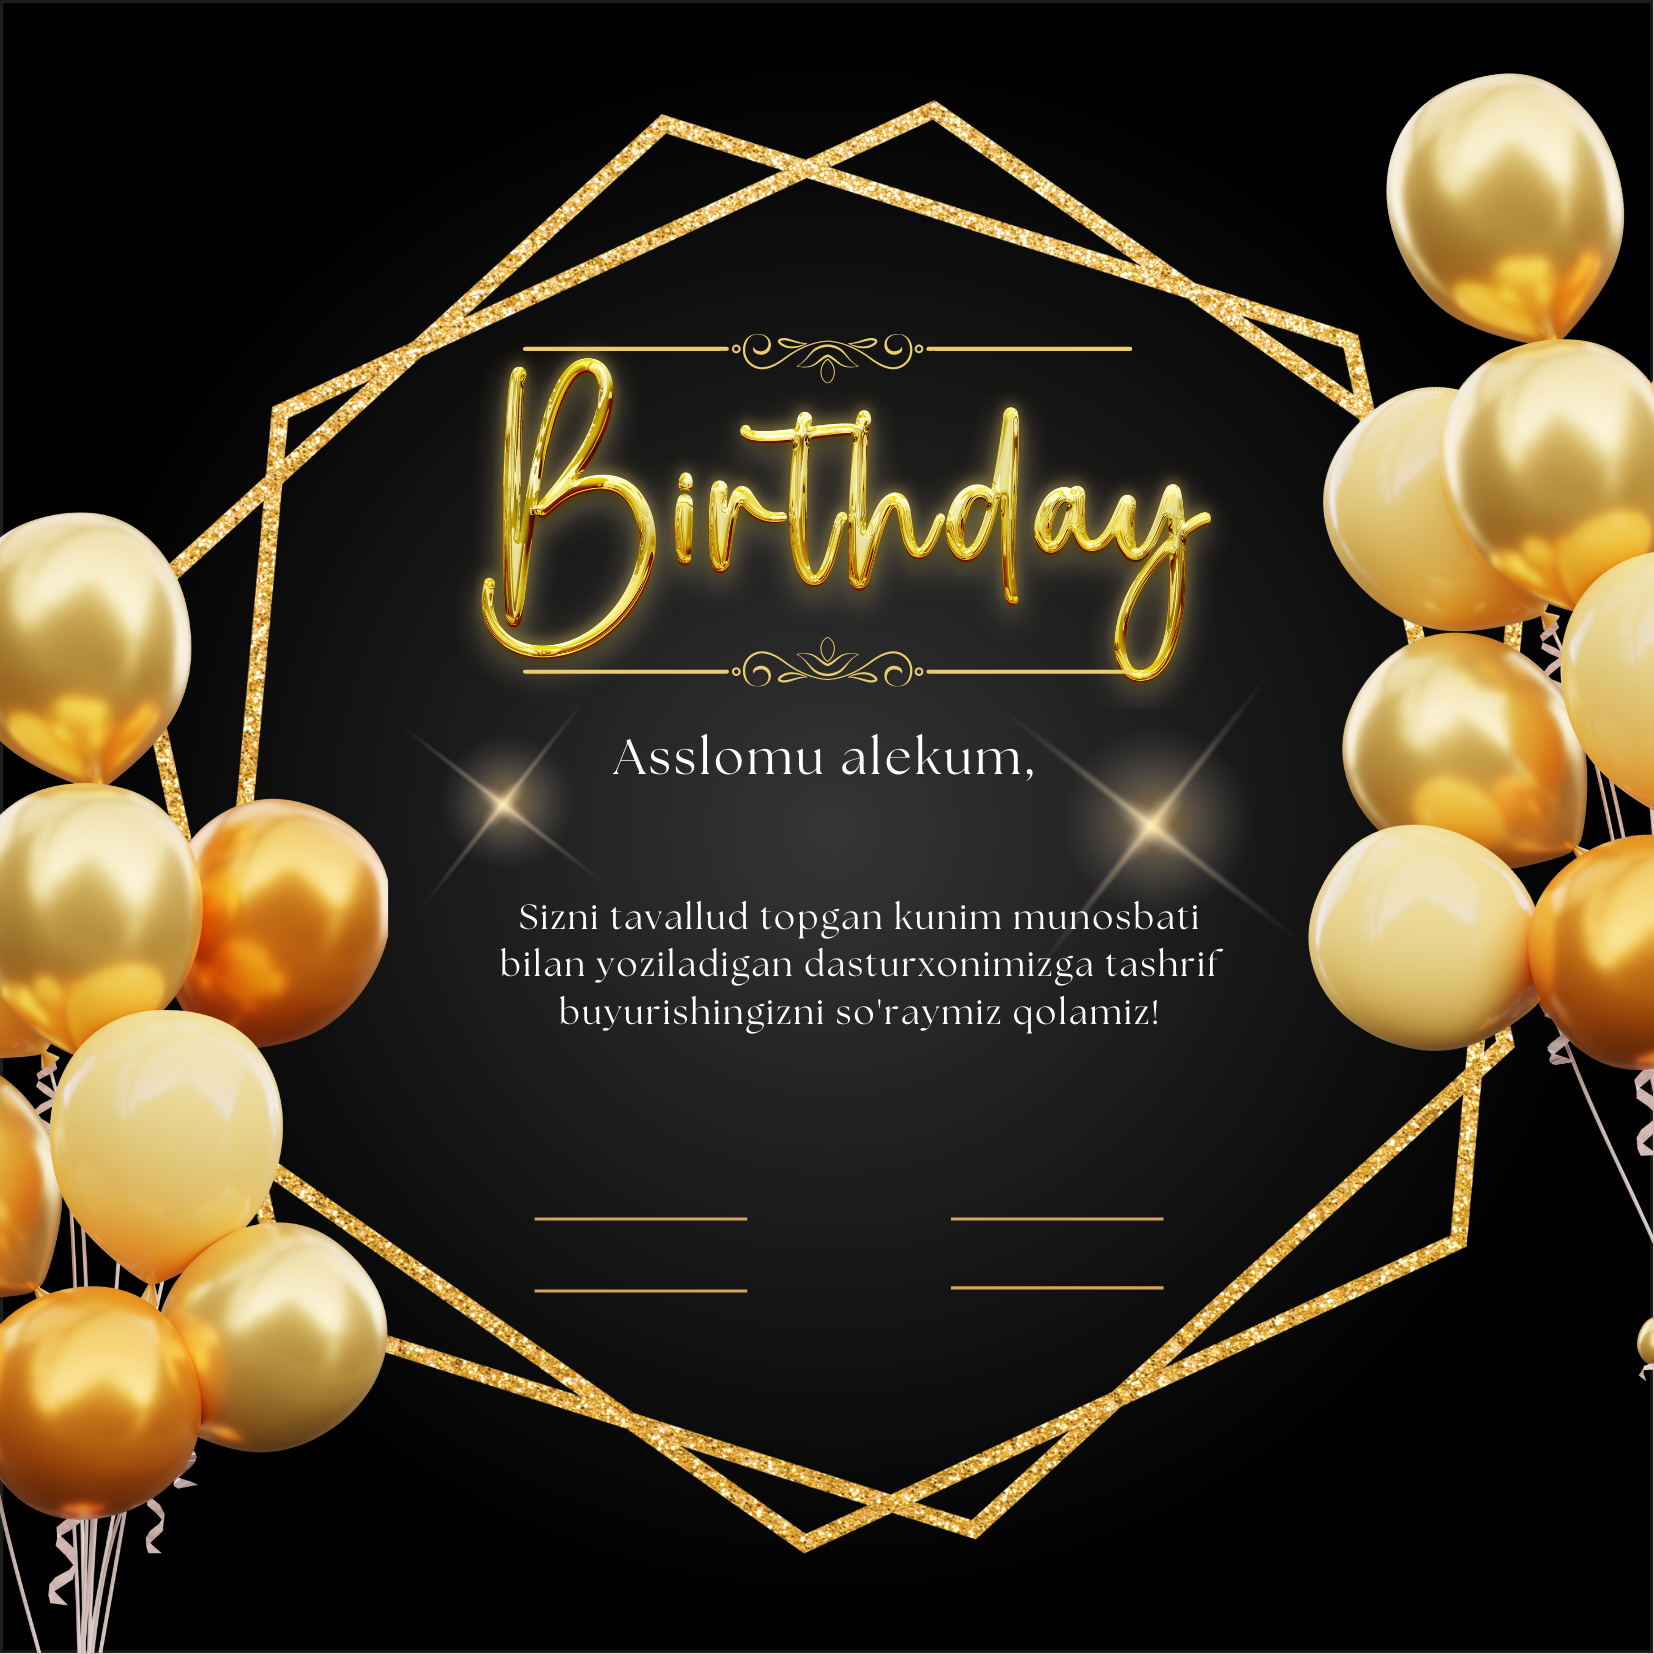 Birthday
Asslomu alekum,
Sizni tavallud topgan kunim munosbati
bilan yoziladigan dasturxonimizga tashrif
buyurishingizni so'raymiz qolamiz!